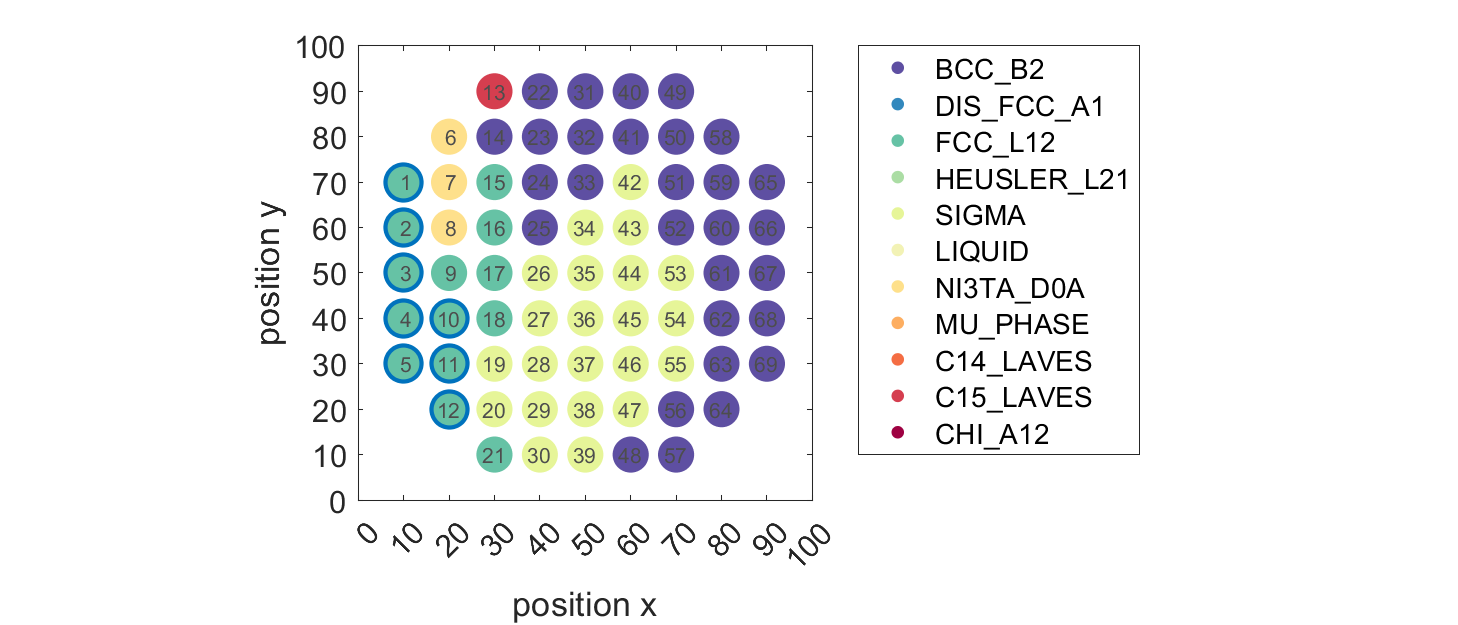 100
90
80
70
60
50
40
30
20
10
0
position y
13 22 31 40 49
6 14 23 32 41 50 58
1 7 15 24 33 42 51 59 65
2 8 16 25 34 43 52 60 66
3 9 17 26 35 44 53 61 67
4 10 18 27 36 45 54 62 68
5 11 19 28 37 46 55 63 69
12 20 29 38 47 56 64
21 30 39 48 57
0 10 20 30 40 50 60 70 80 90 100
position x
BCC_B2
DIS_FCC_A1
FCC_L12
HEUSLER_L21
SIGMA
LIQUID
NI3TA_D0A
MU_PHASE
C14_LAVES
C15_LAVES
CHI_A12